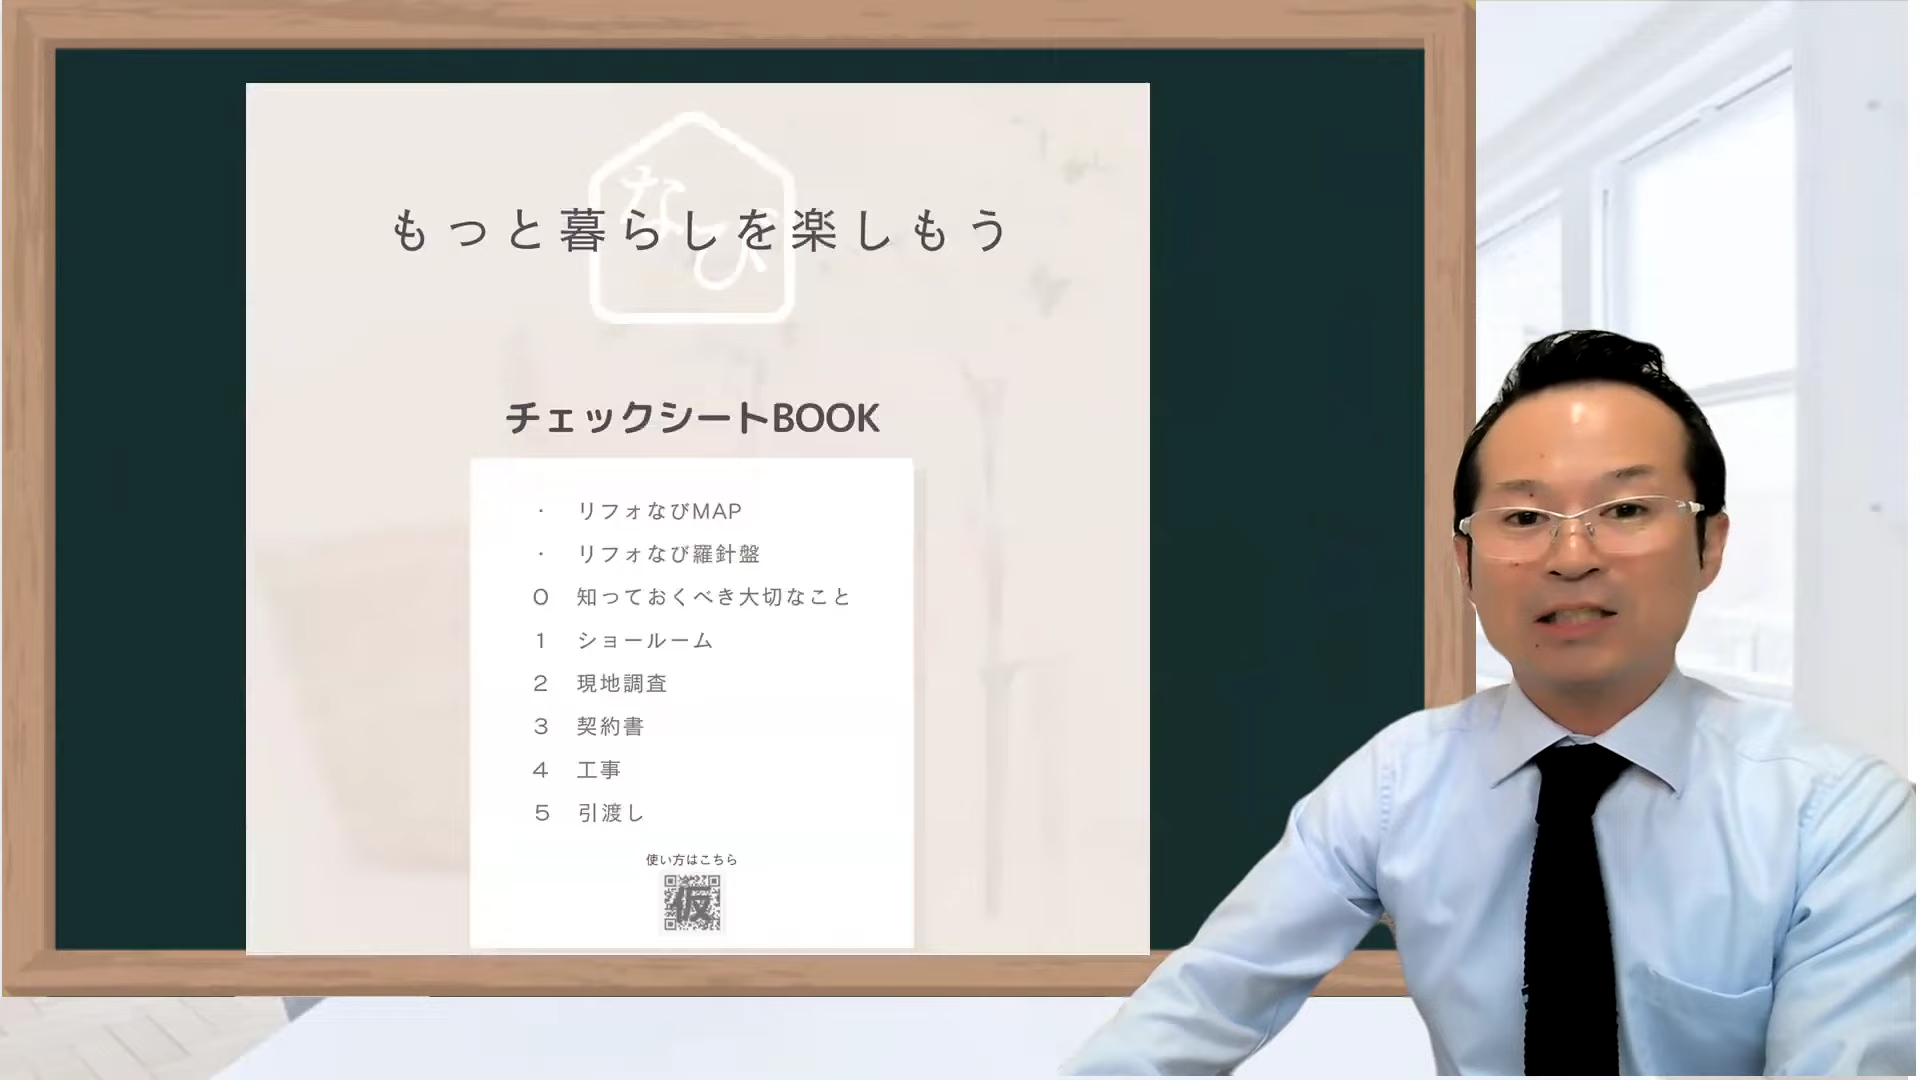 なび
もっと暮らしを楽しもう
チェックシートBOOK
・ リフォなびMAP
・ リフォなび羅針盤
0 知っておくべき大切なこと
1 ショールーム
2 現地調査
3 契約書
4 工事
5 引渡し
使い方はこちら
仮